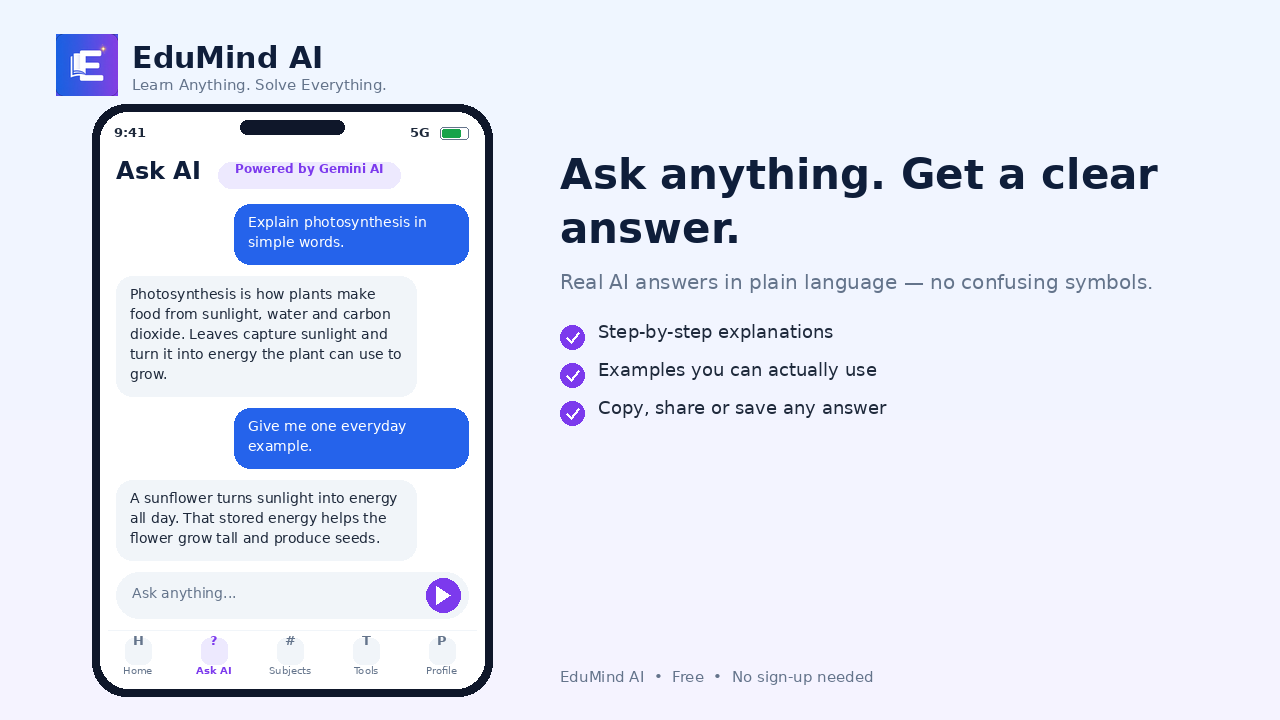 EduMind AI
Learn Anything. Solve Everything.
9:41
5G
Ask AI
Powered by Gemini AI
Explain photosynthesis in
simple words.
Photosynthesis is how plants make
food from sunlight, water and carbon
dioxide. Leaves capture sunlight and
turn it into energy the plant can use to
grow.
Give me one everyday
example.
A sunflower turns sunlight into energy
all day. That stored energy helps the
flower grow tall and produce seeds.
Ask anything...
H
?
#
T
P
Home
Ask AI
Subjects
Tools
Profile
Ask anything. Get a clear
answer.
Real AI answers in plain language — no confusing symbols.
Step-by-step explanations
Examples you can actually use
Copy, share or save any answer
EduMind AI • Free • No sign-up needed